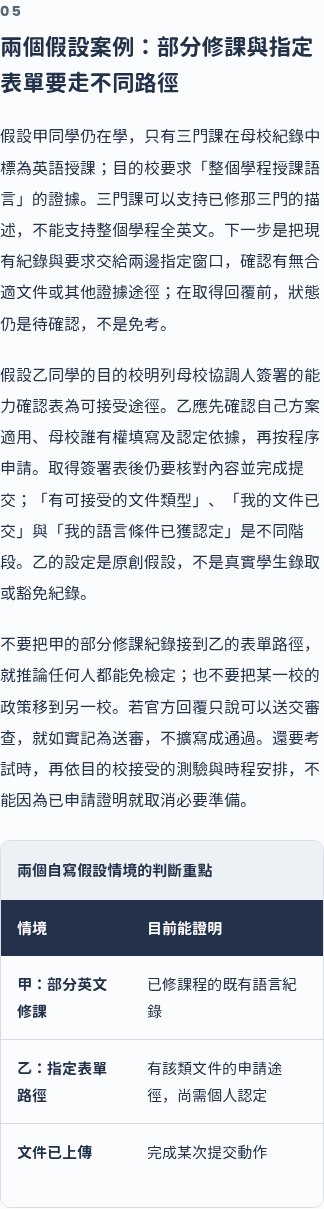 05
兩個假設案例：部分修課與指定
表單要走不同路徑
假設甲同學仍在學，只有三門課在母校紀錄中
標為英語授課；目的校要求「整個學程授課語
言」的證據。三門課可以支持已修那三門的描
述，不能支持整個學程全英文。下一步是把現
有紀錄與要求交給兩邊指定窗口，確認有無合
適文件或其他證據途徑；在取得回覆前，狀態
仍是待確認，不是免考。
假設乙同學的目的校明列母校協調人簽署的能
力確認表為可接受途徑。乙應先確認自己方案
適用、母校誰有權填寫及認定依據，再按程序
申請。取得簽署表後仍要核對內容並完成提
交；「有可接受的文件類型」、「我的文件已
交」與「我的語言條件已獲認定」是不同階
段。乙的設定是原創假設，不是真實學生錄取
或豁免紀錄。
不要把甲的部分修課紀錄接到乙的表單路徑，
就推論任何人都能免檢定；也不要把某一校的
政策移到另一校。若官方回覆只說可以送交審
查，就如實記為送審，不擴寫成通過。還要考
試時，再依目的校接受的測驗與時程安排，不
能因為已申請證明就取消必要準備。
兩個自寫假設情境的判斷重點
情境 目前能證明
甲：部分英文 已修課程的既有語言紀
修課 錄
乙：指定表單 有該類文件的申請途
路徑 徑，尚需個人認定
文件已上傳 完成某次提交動作